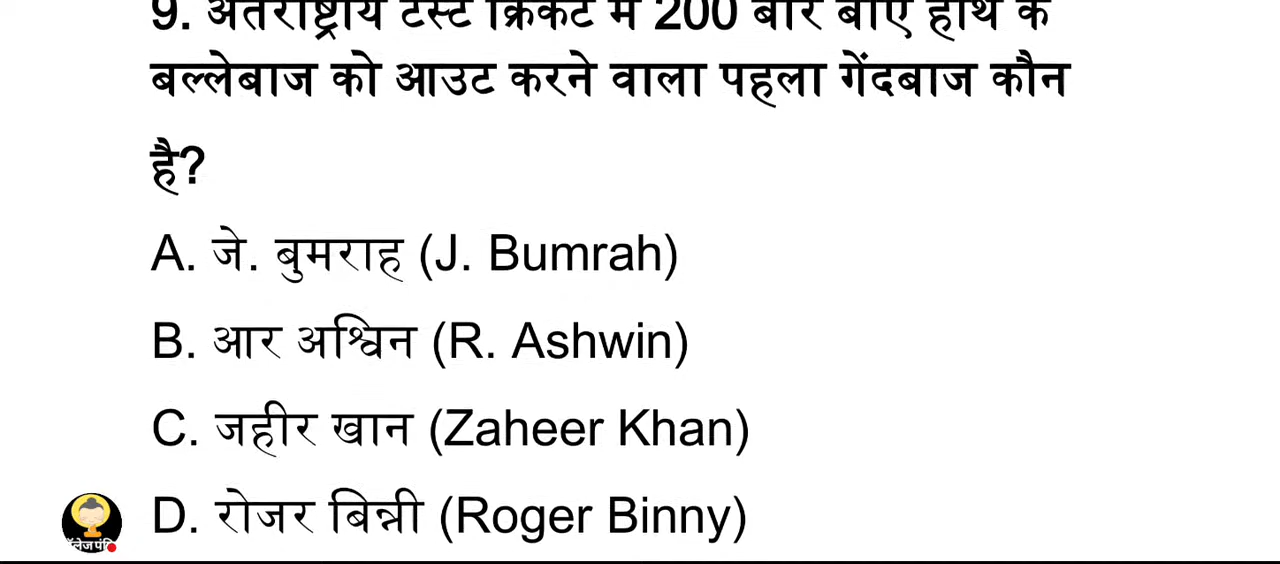 9. अंतर्राष्ट्रीय टेस्ट क्रिकेट में 200 बार बाएं हाथ के
बल्लेबाज को आउट करने वाला पहला गेंदबाज कौन
है?
A. जे. बुमराह (J. Bumrah)
B. आर अश्विन (R. Ashwin)
C. जहीर खान (Zaheer Khan)
D. रोजर बिन्नी (Roger Binny)